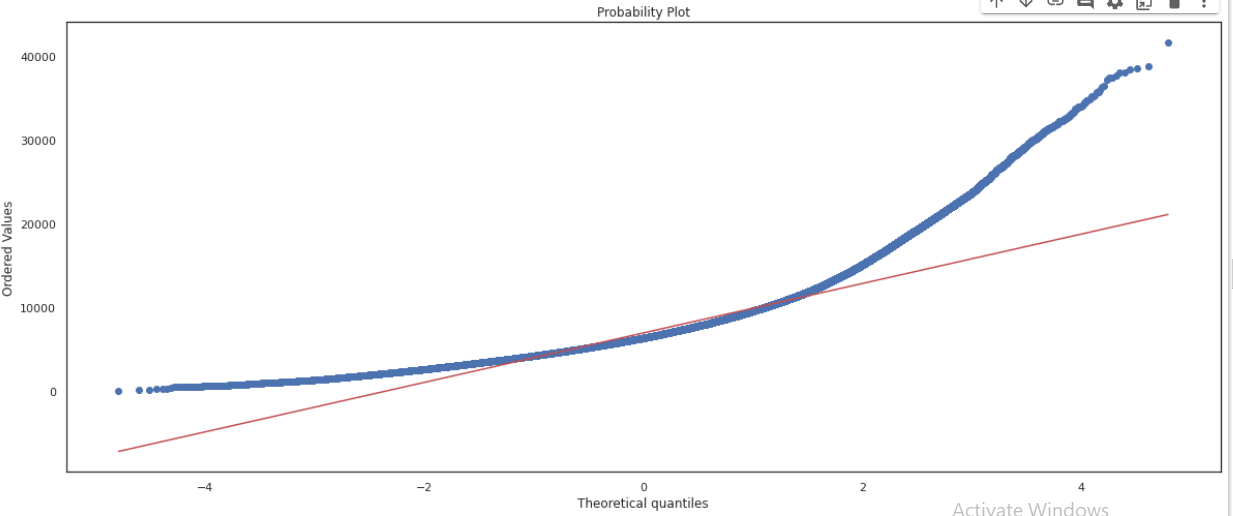 Probability Plot
40000
30000
20000
10000
0
Ordered Values
−4
−2
0
2
4
Theoretical quantiles
Activate Windows